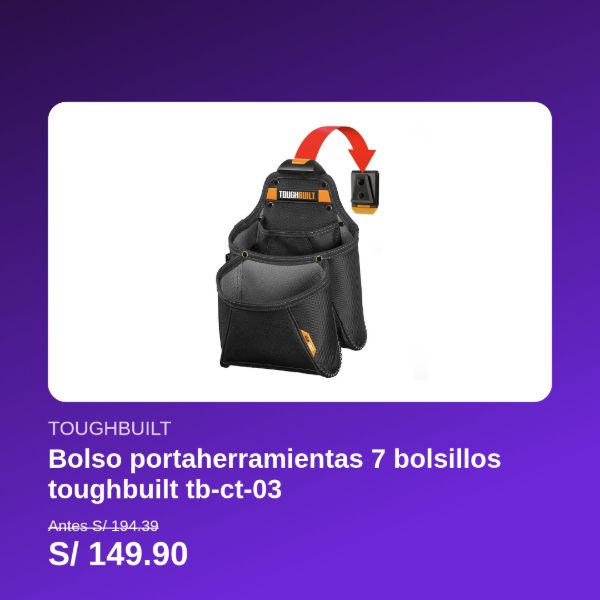 TOUGHBUILT
TOUGHBUILT
Bolso portaherramientas 7 bolsillos
toughbuilt tb-ct-03
Antes S/ 194.39
S/ 149.90